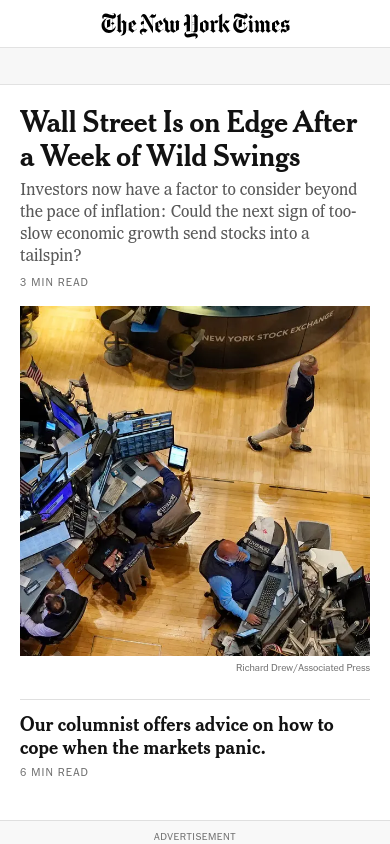 The New York Times
Wall Street Is on Edge After
a Week of Wild Swings
Investors now have a factor to consider beyond
the pace of inflation: Could the next sign of too-
slow economic growth send stocks into a
tailspin?
3 MIN READ
NEW YORK STOCK EXCHANGE
Richard Drew/Associated Press
Our columnist offers advice on how to
cope when the markets panic.
6 MIN READ
ADVERTISEMENT